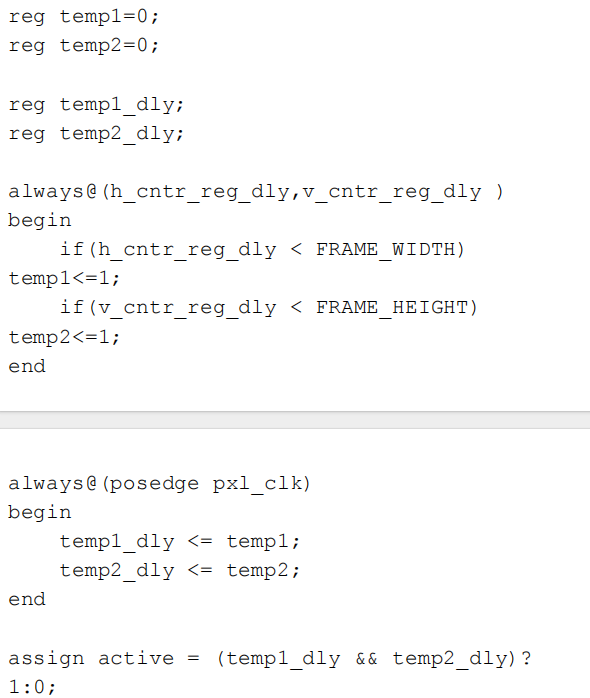 reg temp1=0;
reg temp2=0;
reg temp1_dly;
reg temp2_dly;
always@(h_cntr_reg_dly,v_cntr_reg_dly )
begin
    if(h_cntr_reg_dly < FRAME_WIDTH)
temp1<=1;
    if(v_cntr_reg_dly < FRAME_HEIGHT)
temp2<=1;
end
always@(posedge pxl_clk)
begin
    temp1_dly <= temp1;
    temp2_dly <= temp2;
end
assign active = (temp1_dly && temp2_dly)?
1:0;